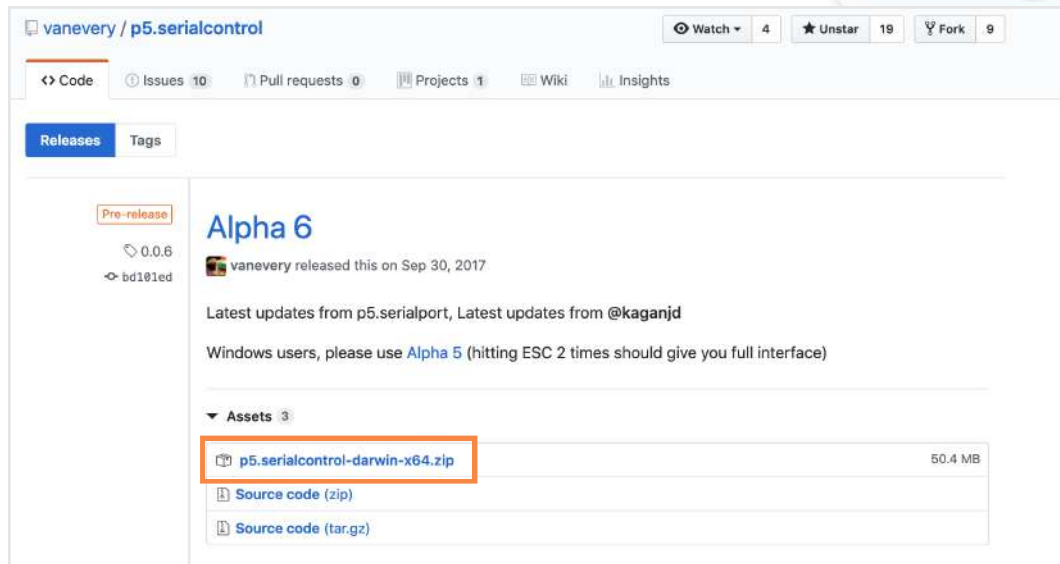 vanevery / p5.serialcontrol
Watch 4 Unstar 19 Fork 9
<> Code Issues 10 Pull requests 0 Projects 1 Wiki Insights
Releases Tags
Pre-release
0.0.6
bd101ed
Alpha 6
vanevery released this on Sep 30, 2017
Latest updates from p5.serialport, Latest updates from @kaganjd
Windows users, please use Alpha 5 (hitting ESC 2 times should give you full interface)
Assets 3
p5.serialcontrol-darwin-x64.zip 50.4 MB
Source code (zip)
Source code (tar.gz)